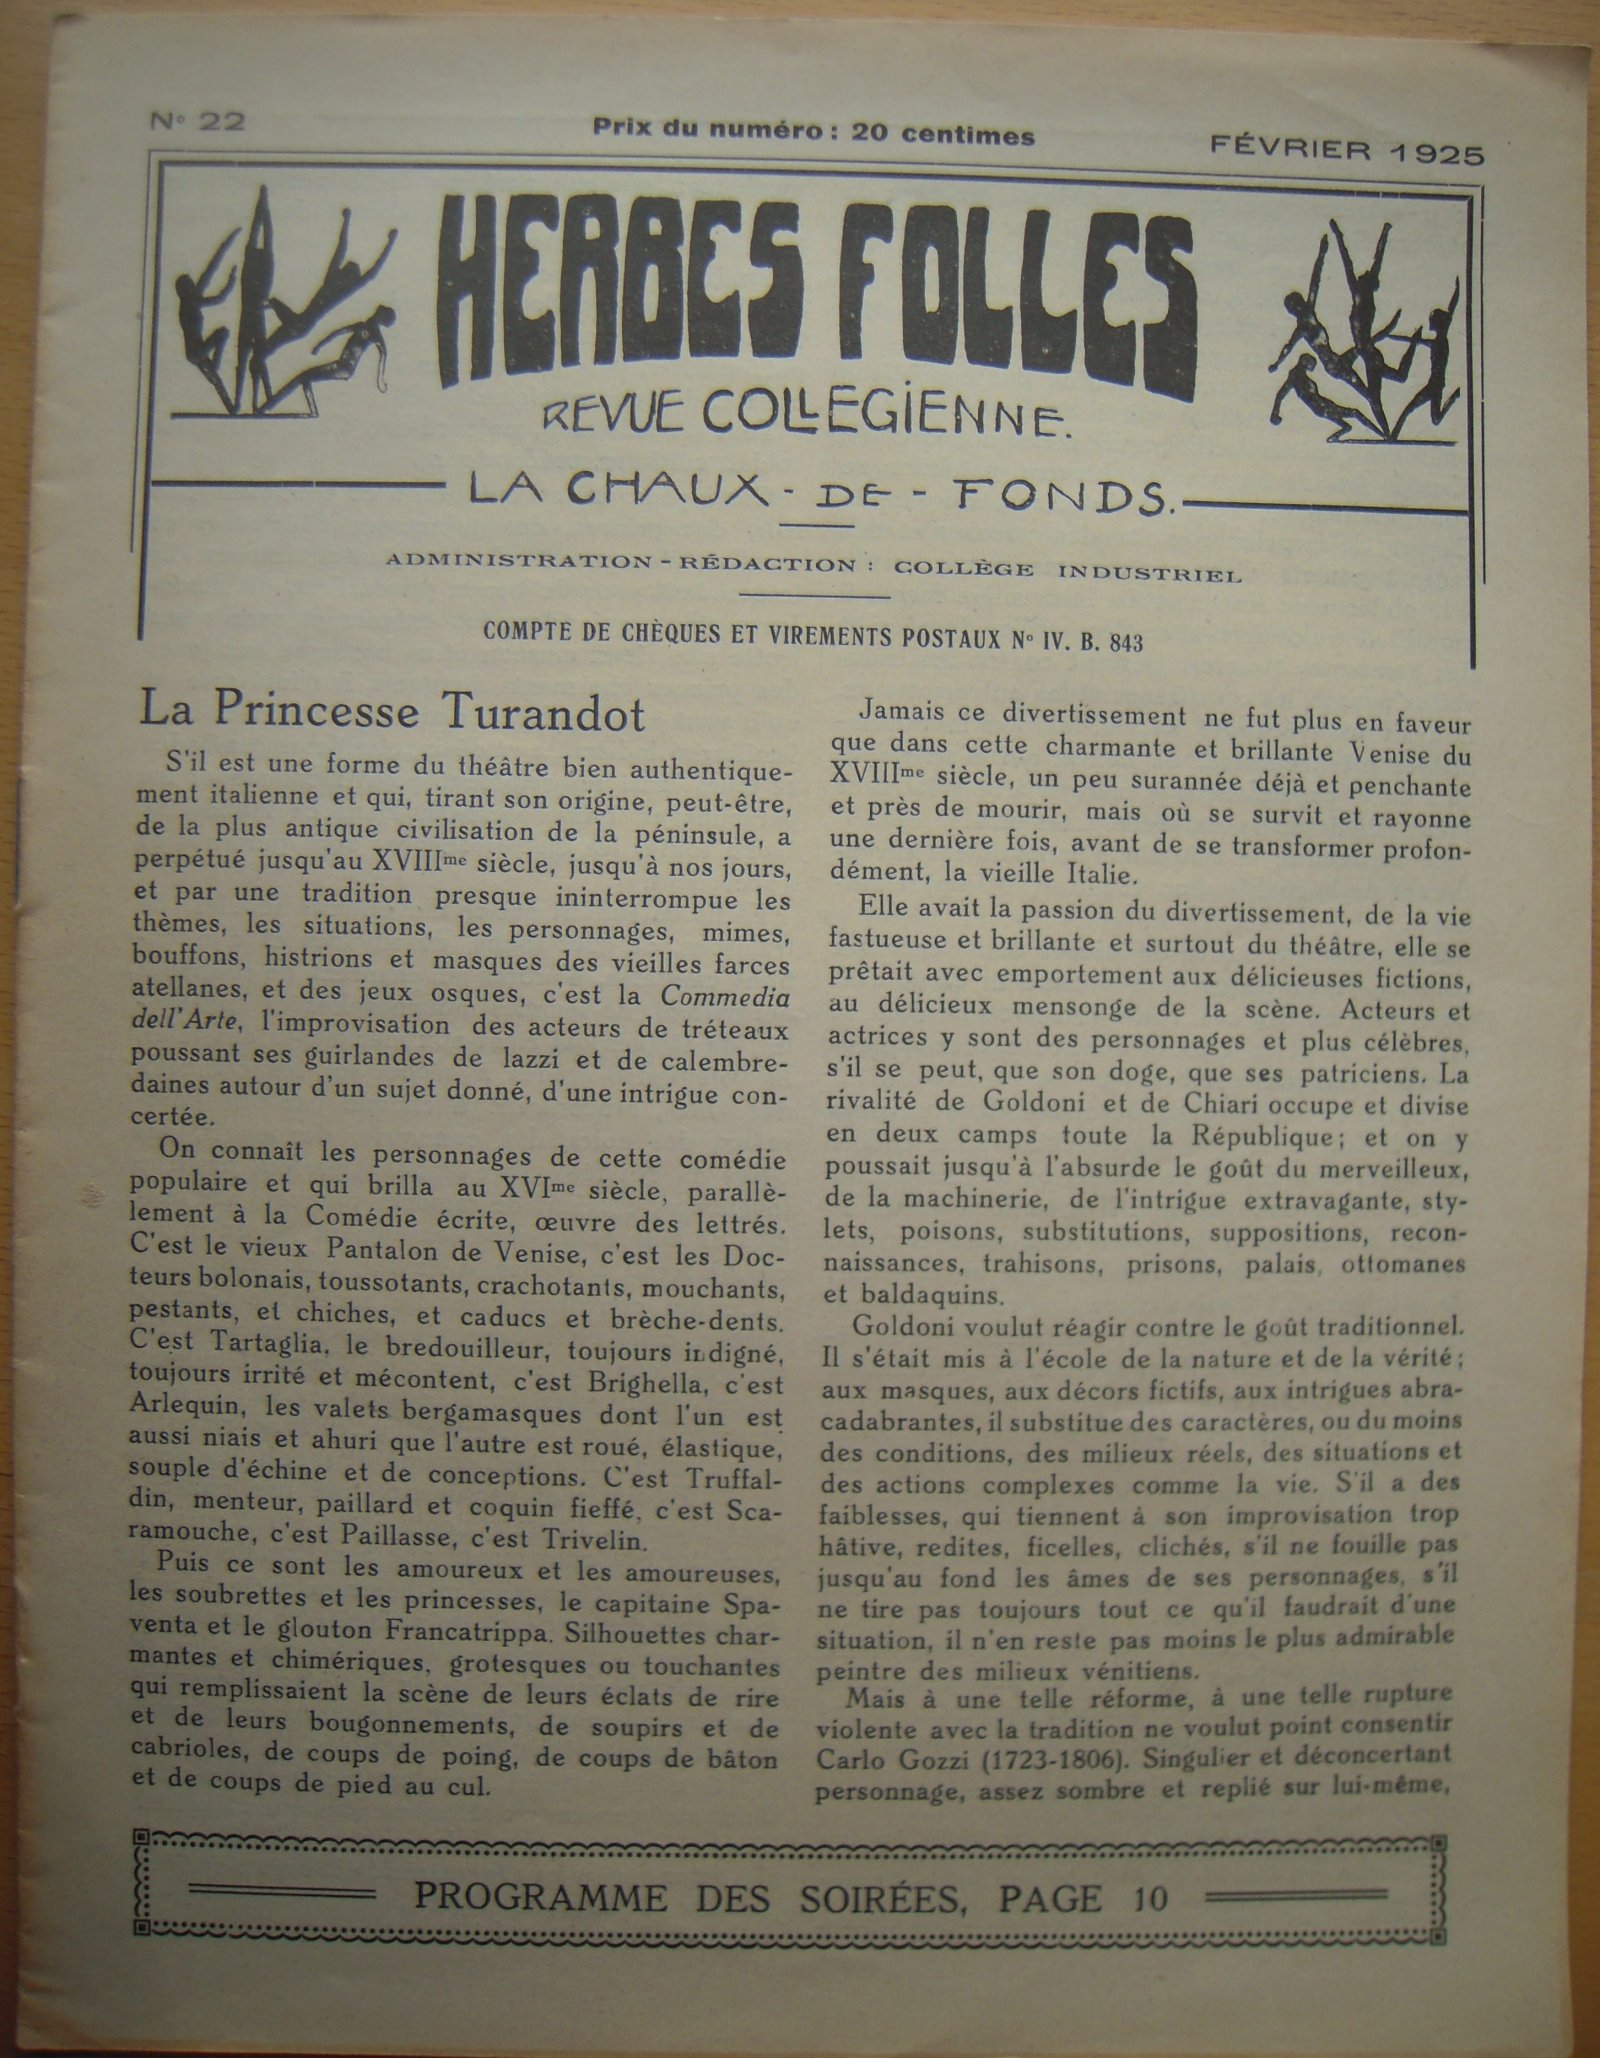 N° 22
Prix du numéro : 20 centimes
FÉVRIER 1925
HERBES FOLLES
REVUE COLLEGIENNE.
LA CHAUX - DE - FONDS.
ADMINISTRATION - RÉDACTION : COLLÈGE INDUSTRIEL
COMPTE DE CHÈQUES ET VIREMENTS POSTAUX N° IV. B. 843
La Princesse Turandot
S'il est une forme du théâtre bien authentique-
ment italienne et qui, tirant son origine, peut-être,
de la plus antique civilisation de la péninsule, a
perpétué jusqu'au XVIIIme siècle, jusqu'à nos jours,
et par une tradition presque ininterrompue les
thèmes, les situations, les personnages, mimes,
bouffons, histrions et masques des vieilles farces
atellanes, et des jeux osques, c'est la Commedia
dell'Arte, l'improvisation des acteurs de tréteaux
poussant ses guirlandes de lazzi et de calembre-
daines autour d'un sujet donné, d'une intrigue con-
certée.
On connaît les personnages de cette comédie
populaire et qui brilla au XVIme siècle, parallè-
lement à la Comédie écrite, œuvre des lettrés.
C'est le vieux Pantalon de Venise, c'est les Doc-
teurs bolonais, toussotants, crachotants, mouchants,
pestants, et chiches, et caducs et brèche-dents.
C'est Tartaglia, le bredouilleur, toujours indigné,
toujours irrité et mécontent, c'est Brighella, c'est
Arlequin, les valets bergamasques dont l'un est
aussi niais et ahuri que l'autre est roué, élastique,
souple d'échine et de conceptions. C'est Truffal-
din, menteur, paillard et coquin fieffé, c'est Sca-
ramouche, c'est Paillasse, c'est Trivelin.
Puis ce sont les amoureux et les amoureuses,
les soubrettes et les princesses, le capitaine Spa-
venta et le glouton Francatrippa. Silhouettes char-
mantes et chimériques, grotesques ou touchantes
qui remplissaient la scène de leurs éclats de rire
et de leurs bougonnements, de soupirs et de
cabrioles, de coups de poing, de coups de bâton
et de coups de pied au cul.
Jamais ce divertissement ne fut plus en faveur
que dans cette charmante et brillante Venise du
XVIIIme siècle, un peu surannée déjà et penchante
et près de mourir, mais où se survit et rayonne
une dernière fois, avant de se transformer profon-
dément, la vieille Italie.
Elle avait la passion du divertissement, de la vie
fastueuse et brillante et surtout du théâtre, elle se
prêtait avec emportement aux délicieuses fictions,
au délicieux mensonge de la scène. Acteurs et
actrices y sont des personnages et plus célèbres,
s'il se peut, que son doge, que ses patriciens. La
rivalité de Goldoni et de Chiari occupe et divise
en deux camps toute la République; et on y
poussait jusqu'à l'absurde le goût du merveilleux,
de la machinerie, de l'intrigue extravagante, sty-
lets, poisons, substitutions, suppositions, recon-
naissances, trahisons, prisons, palais, ottomanes
et baldaquins.
Goldoni voulut réagir contre le goût traditionnel.
Il s'était mis à l'école de la nature et de la vérité;
aux masques, aux décors fictifs, aux intrigues abra-
cadabrantes, il substitue des caractères, ou du moins
des conditions, des milieux réels, des situations et
des actions complexes comme la vie. S'il a des
faiblesses, qui tiennent à son improvisation trop
hâtive, redites, ficelles, clichés, s'il ne fouille pas
jusqu'au fond les âmes de ses personnages, s'il
ne tire pas toujours tout ce qu'il faudrait d'une
situation, il n'en reste pas moins le plus admirable
peintre des milieux vénitiens.
Mais à une telle réforme, à une telle rupture
violente avec la tradition ne voulut point consentir
Carlo Gozzi (1723-1806). Singulier et déconcertant
personnage, assez sombre et replié sur lui-même,
PROGRAMME DES SOIRÉES, PAGE 10